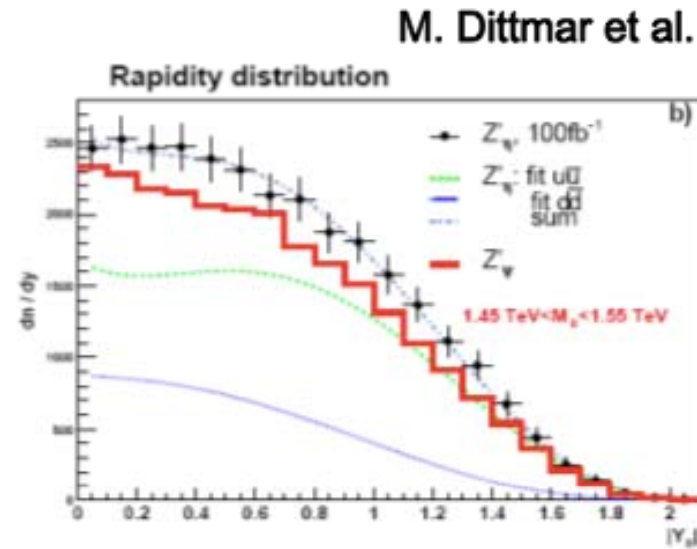 M. Dittmar et al.
Rapidity distribution
b)
Z'η, 100fb⁻¹
Z'η: fit uū
fit dd̄
sum
Z'ψ
1.45 TeV<M
<1.55 TeV
dn / dy
2500
2000
1500
1000
500
0
0 0.2 0.4 0.6 0.8 1 1.2 1.4 1.6 1.8 2